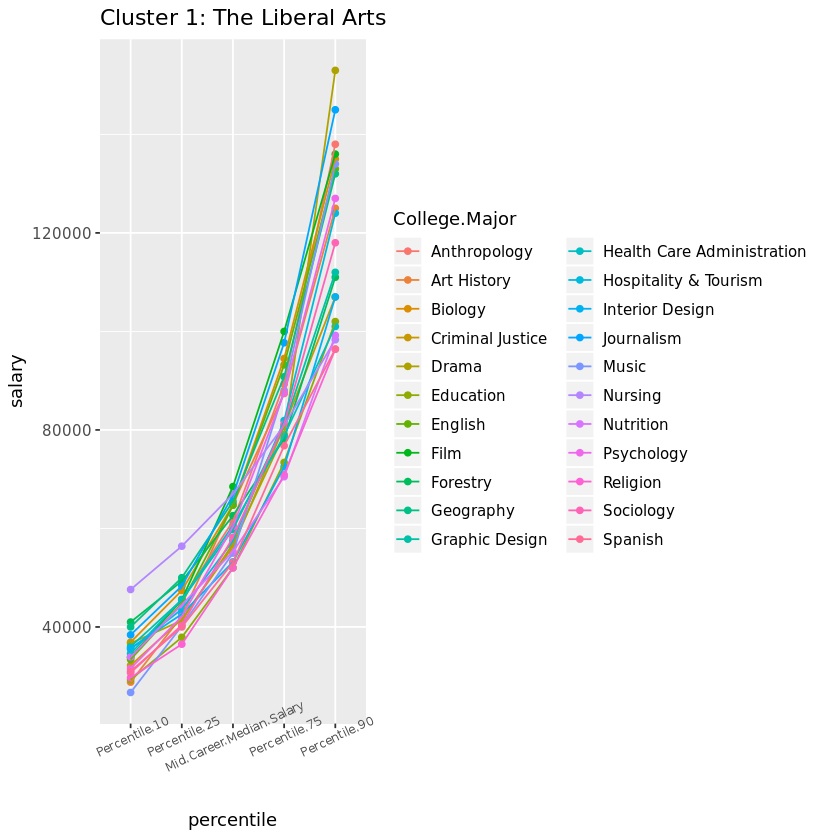 Cluster 1: The Liberal Arts
salary
120000
80000
40000
Percentile.10
Percentile.25
Mid.Career.Median.Salary
Percentile.75
Percentile.90
percentile
College.Major
Anthropology
Art History
Biology
Criminal Justice
Drama
Education
English
Film
Forestry
Geography
Graphic Design
Health Care Administration
Hospitality & Tourism
Interior Design
Journalism
Music
Nursing
Nutrition
Psychology
Religion
Sociology
Spanish